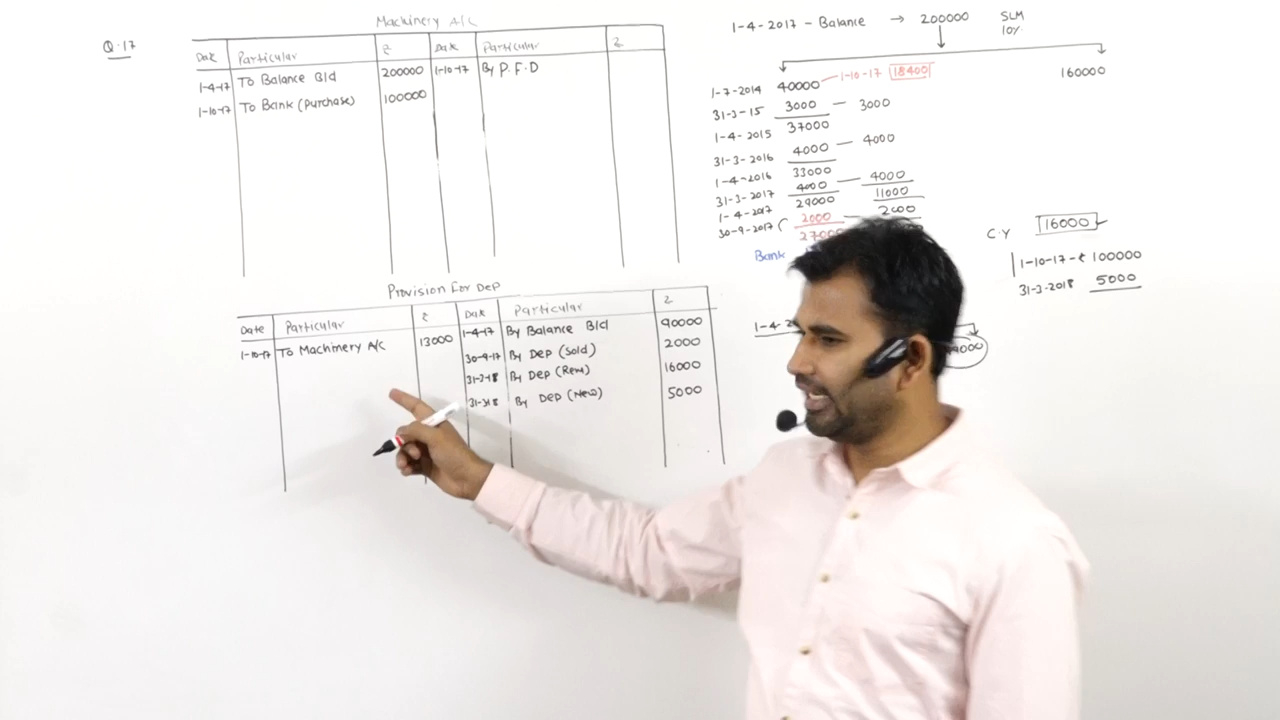 Q.17
Machinery A/C
Date Particular ₹ Date Particular ₹
1-4-17 To Balance B/d 200000 1-10-17 By P.F.D
1-10-17 To Bank (Purchase) 100000
Provision For Dep
Date Particular ₹ Date Particular ₹
1-10-17 To Machinery A/C 13000 1-4-17 By Balance B/d 90000
30-9-17 By Dep (Sold) 2000
31-3-18 By Dep (Rem) 16000
31-3-18 By Dep (New) 5000
1-4-2017 - Balance → 200000 SLM
10%
1-7-2014 40000 1-10-17 18400 160000
31-3-15 3000 - 3000
1-4-2015 37000
31-3-2016 4000 - 4000
1-4-2016 33000
31-3-2017 4000 - 4000
1-4-2017 29000 11000
30-9-2017 2000 - 2000
27000
Bank
C.Y 16000
1-10-17 - 100000
31-3-2018 5000